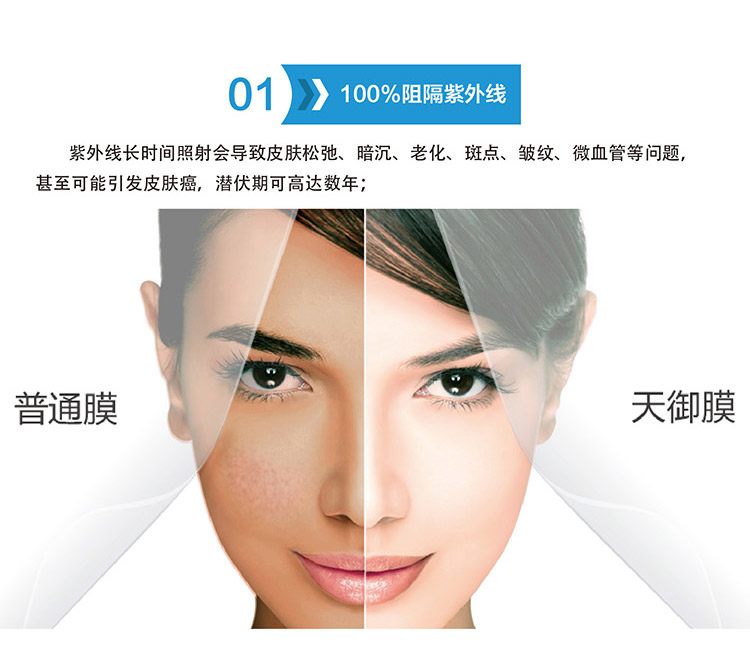 01 100%阻隔紫外线
紫外线长时间照射会导致皮肤松弛、暗沉、老化、斑点、皱纹、微血管等问题，
甚至可能引发皮肤癌，潜伏期可高达数年；
普通膜
天御膜